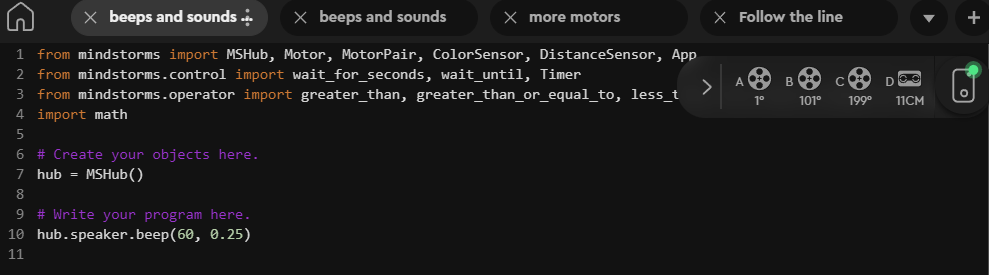 beeps and sounds beeps and sounds more motors Follow the line
1 from mindstorms import MSHub, Motor, MotorPair, ColorSensor, DistanceSensor, App
2 from mindstorms.control import wait_for_seconds, wait_until, Timer
3 from mindstorms.operator import greater_than, greater_than_or_equal_to, less_t
4 import math
5
6 # Create your objects here.
7 hub = MSHub()
8
9 # Write your program here.
10 hub.speaker.beep(60, 0.25)
11
A B C D
1° 101° 199° 11CM